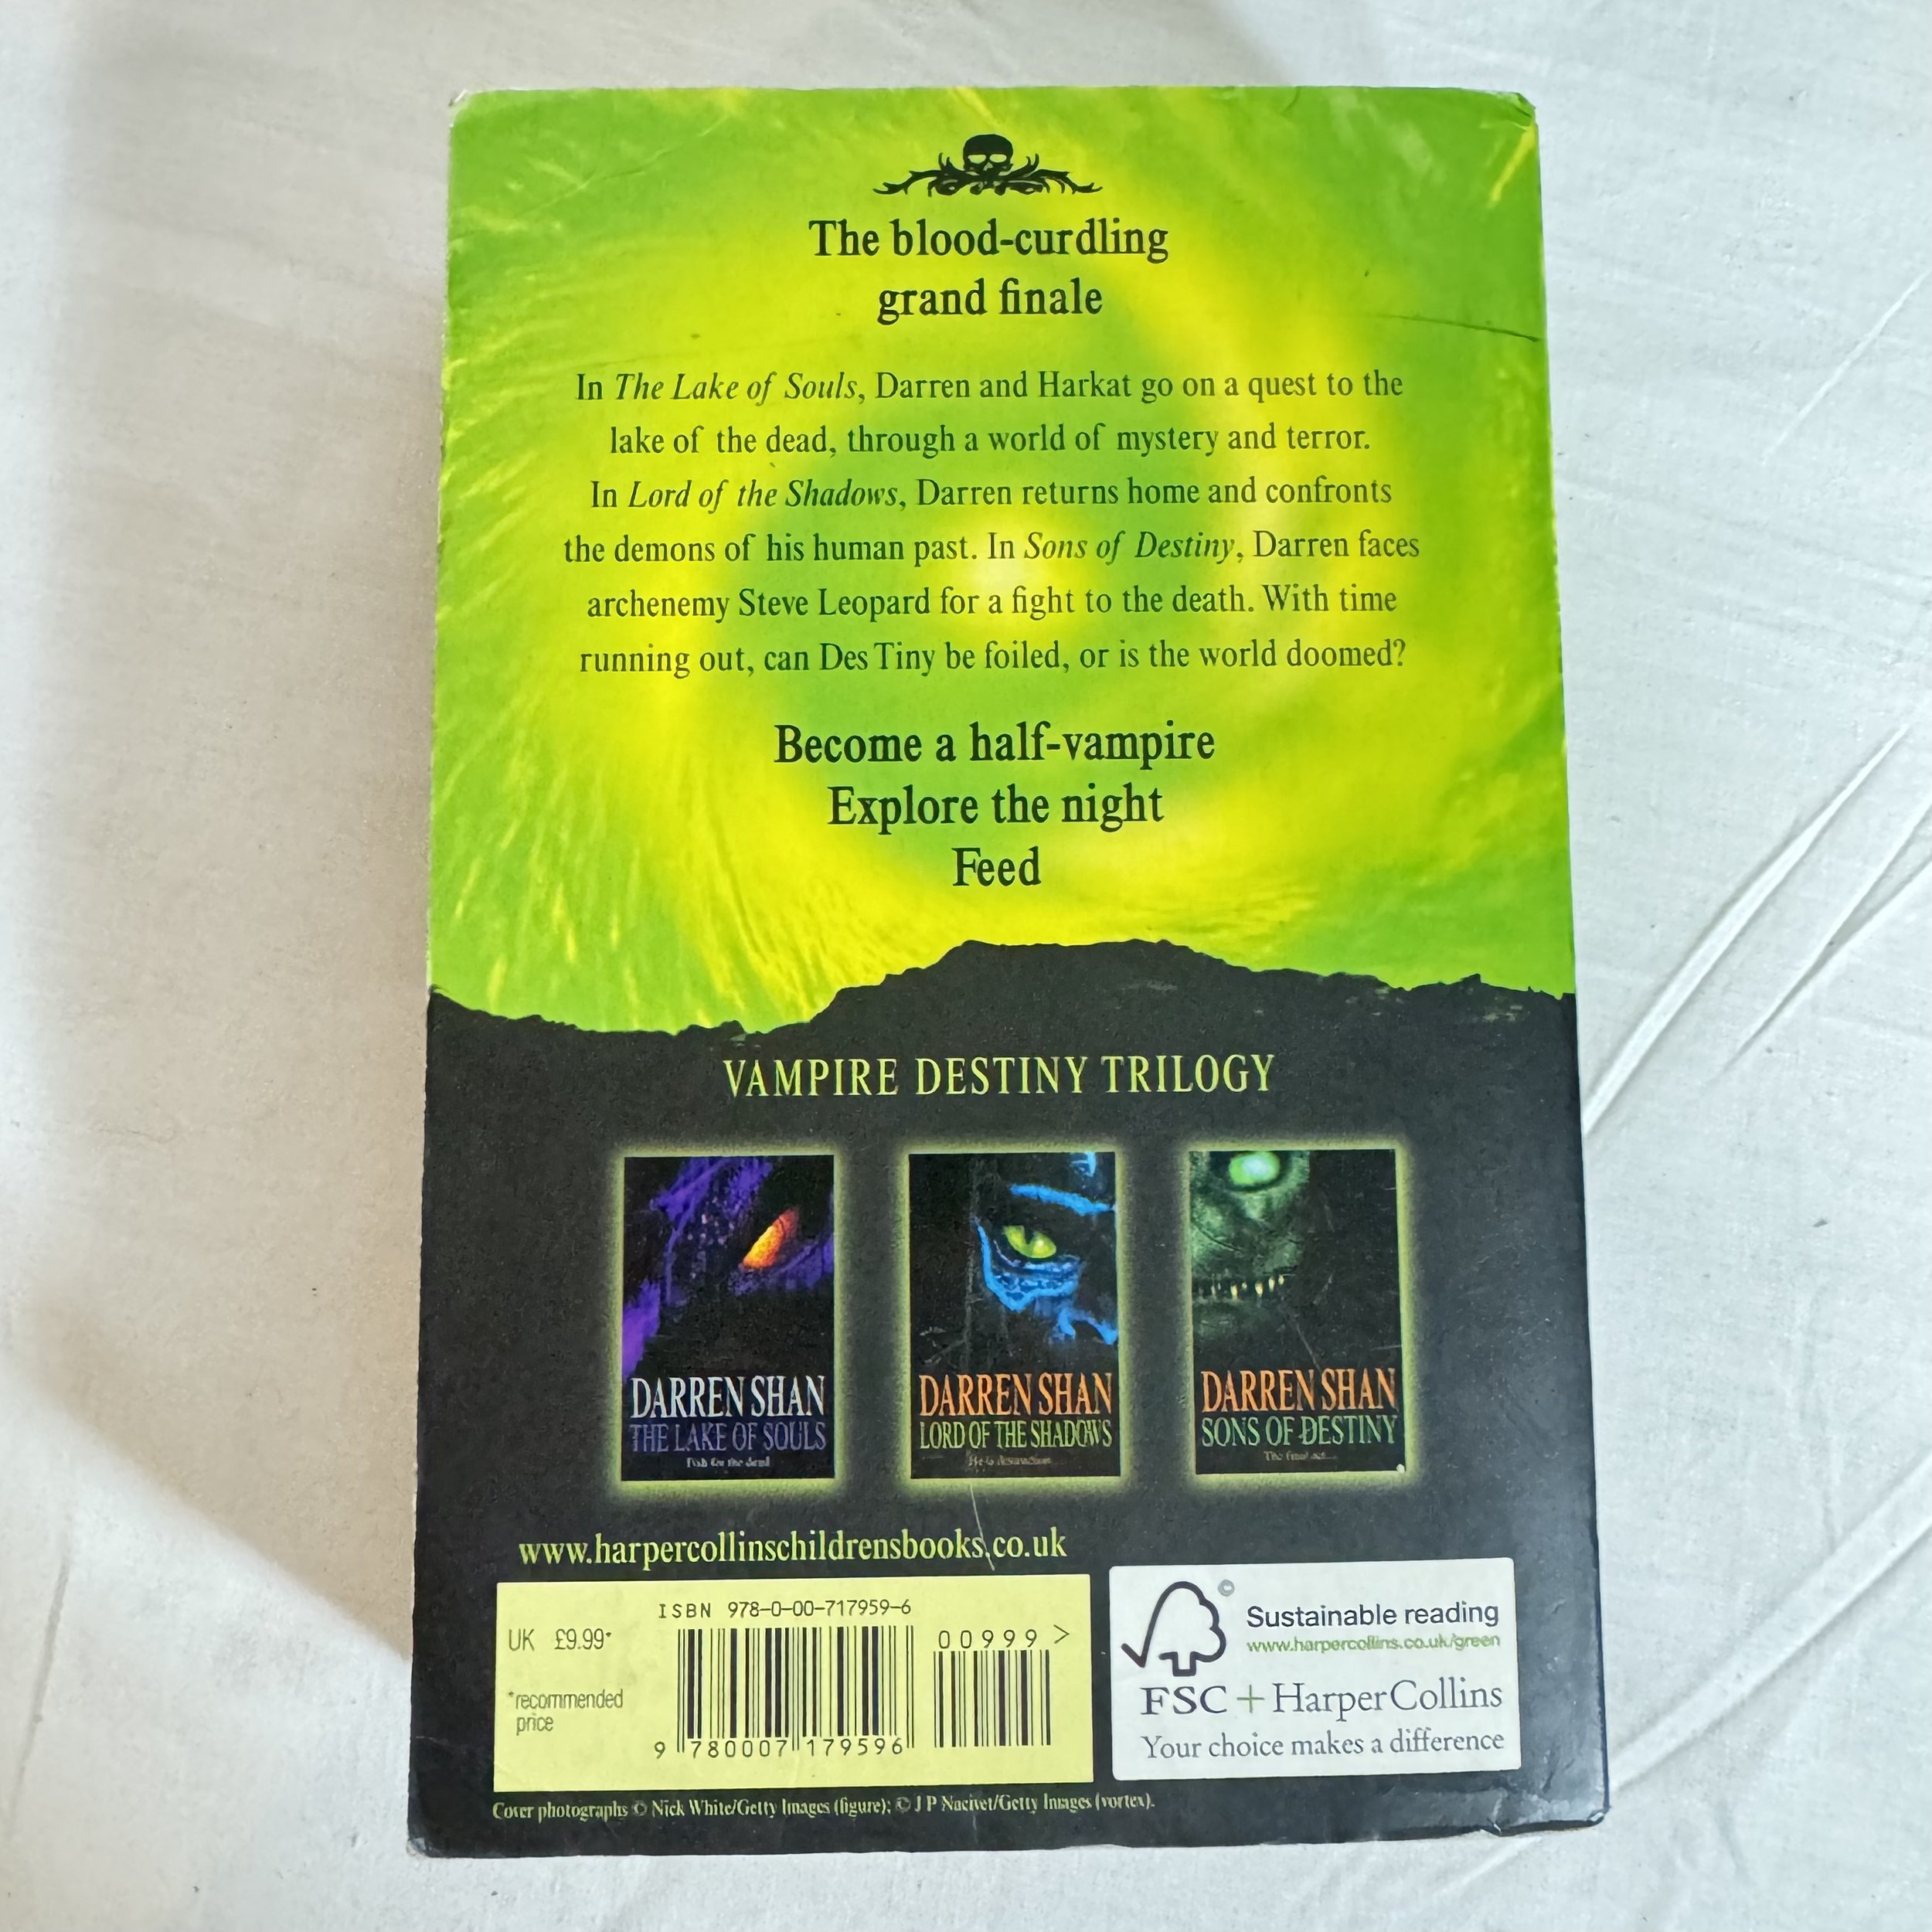 The blood-curdling
grand finale
In The Lake of Souls, Darren and Harkat go on a quest to the
lake of the dead, through a world of mystery and terror.
In Lord of the Shadows, Darren returns home and confronts
the demons of his human past. In Sons of Destiny, Darren faces
archenemy Steve Leopard for a fight to the death. With time
running out, can Des Tiny be foiled, or is the world doomed?
Become a half-vampire
Explore the night
Feed
VAMPIRE DESTINY TRILOGY
DARREN SHAN
THE LAKE OF SOULS
Fish for the dead
DARREN SHAN
LORD OF THE SHADOWS
DARREN SHAN
SONS OF DESTINY
www.harpercollinschildrensbooks.co.uk
ISBN 978-0-00-717959-6
UK £9.99*
*recommended
price
00999>
9 780007 179596
© Sustainable reading
www.harpercollins.co.uk/green
FSC + HarperCollins
Your choice makes a difference
Cover photographs © Nick White/Getty Images (figure); © J P Nacivet/Getty Images (vortex).